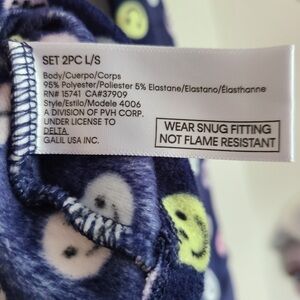 SET 2PC L/S
Body/Cuerpo/Corps
95% Polyester/Poliester 5% Elastane/Elastano/Élasthanne
RN# 15741 CA#37909
Style/Estilo/Modele 4006
A DIVISION OF PVH CORP.
UNDER LICENSE TO
DELTA
GALIL USA INC.
WEAR SNUG FITTING
NOT FLAME RESISTANT